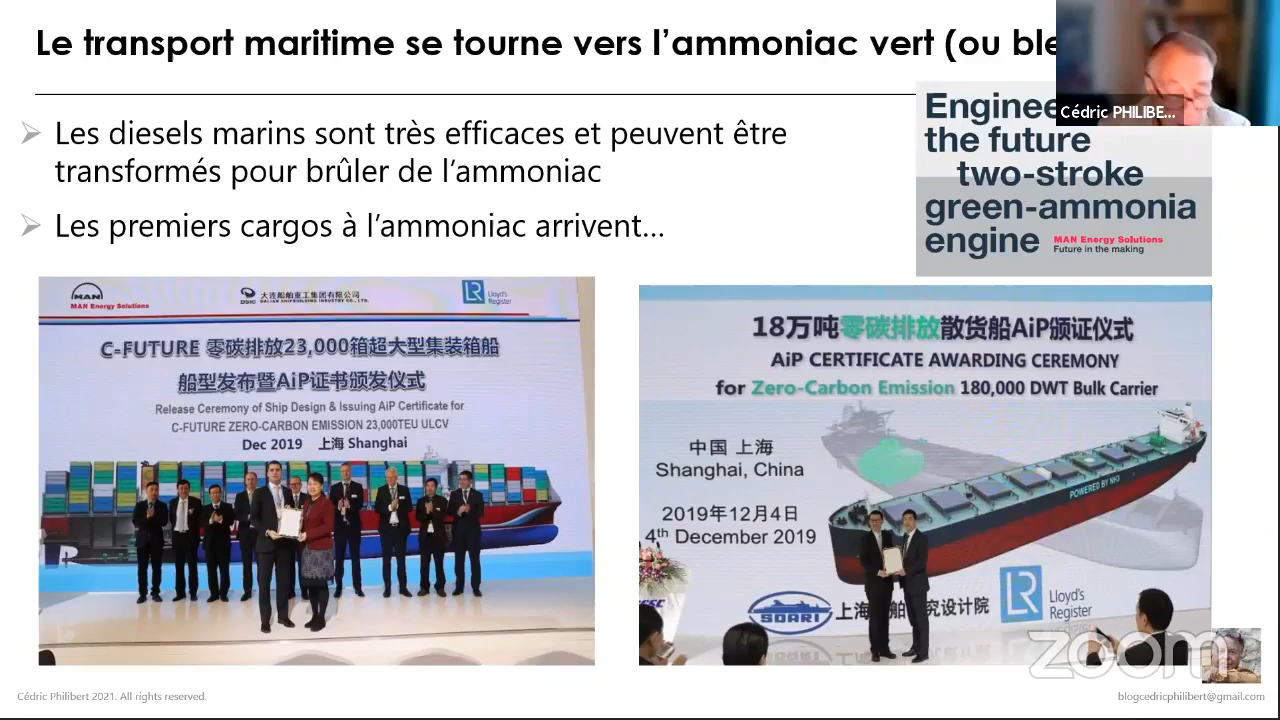 Le transport maritime se tourne vers l’ammoniac vert (ou ble
Cédric PHILIBE...
Les diesels marins sont très efficaces et peuvent être
transformés pour brûler de l’ammoniac
Les premiers cargos à l’ammoniac arrivent…
the future
two-stroke
green-ammonia
engine
MAN Energy Solutions
Future in the making
MAN
MAN Energy Solutions
DSIC
大连船舶重工集团有限公司
DALIAN SHIPBUILDING INDUSTRY CO., LTD.
LR
Lloyd's
Register
C-FUTURE 零碳排放23,000箱超大型集装箱船
船型发布暨AiP证书颁发仪式
Release Ceremony of Ship Design & Issuing AiP Certificate for
C-FUTURE ZERO-CARBON EMISSION 23,000TEU ULCV
Dec 2019 上海 Shanghai
18万吨零碳排放散货船AiP颁证仪式
AiP CERTIFICATE AWARDING CEREMONY
for Zero-Carbon Emission 180,000 DWT Bulk Carrier
中国 上海
Shanghai, China
2019年12月4日
4th December 2019
POWERED BY NH3
SDARI
上海 船 究设计院
LR
Lloyd's
Register
zoom
Cédric Philibert 2021. All rights reserved.
blogcedricphilibert@gmail.com